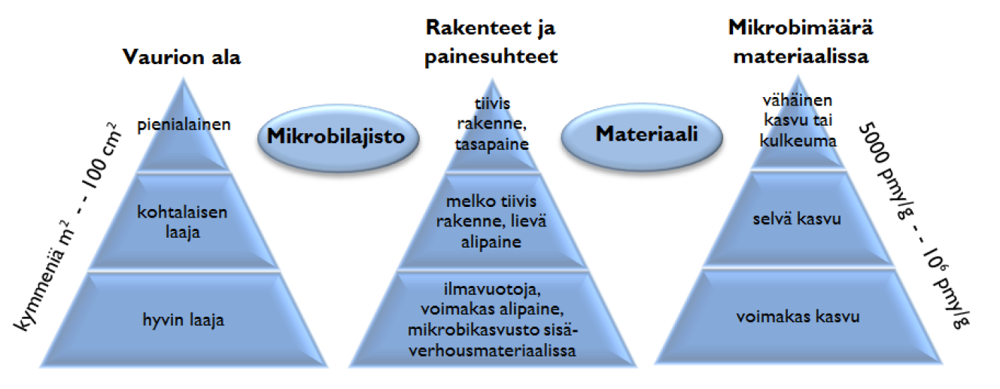 Vaurion ala
pienialainen
kohtalaisen
laaja
hyvin laaja
kymmeniä m² - - 100 cm²
Mikrobilajisto
Rakenteet ja
painesuhteet
tiivis
rakenne,
tasapaine
melko tiivis
rakenne, lievä
alipaine
ilmavuotoja,
voimakas alipaine,
mikrobikasvusto sisä-
verhousmateriaalissa
Materiaali
Mikrobimäärä
materiaalissa
vähäinen
kasvu tai
kulkeuma
selvä kasvu
voimakas kasvu
5000 pmy/g - - 10⁶ pmy/g